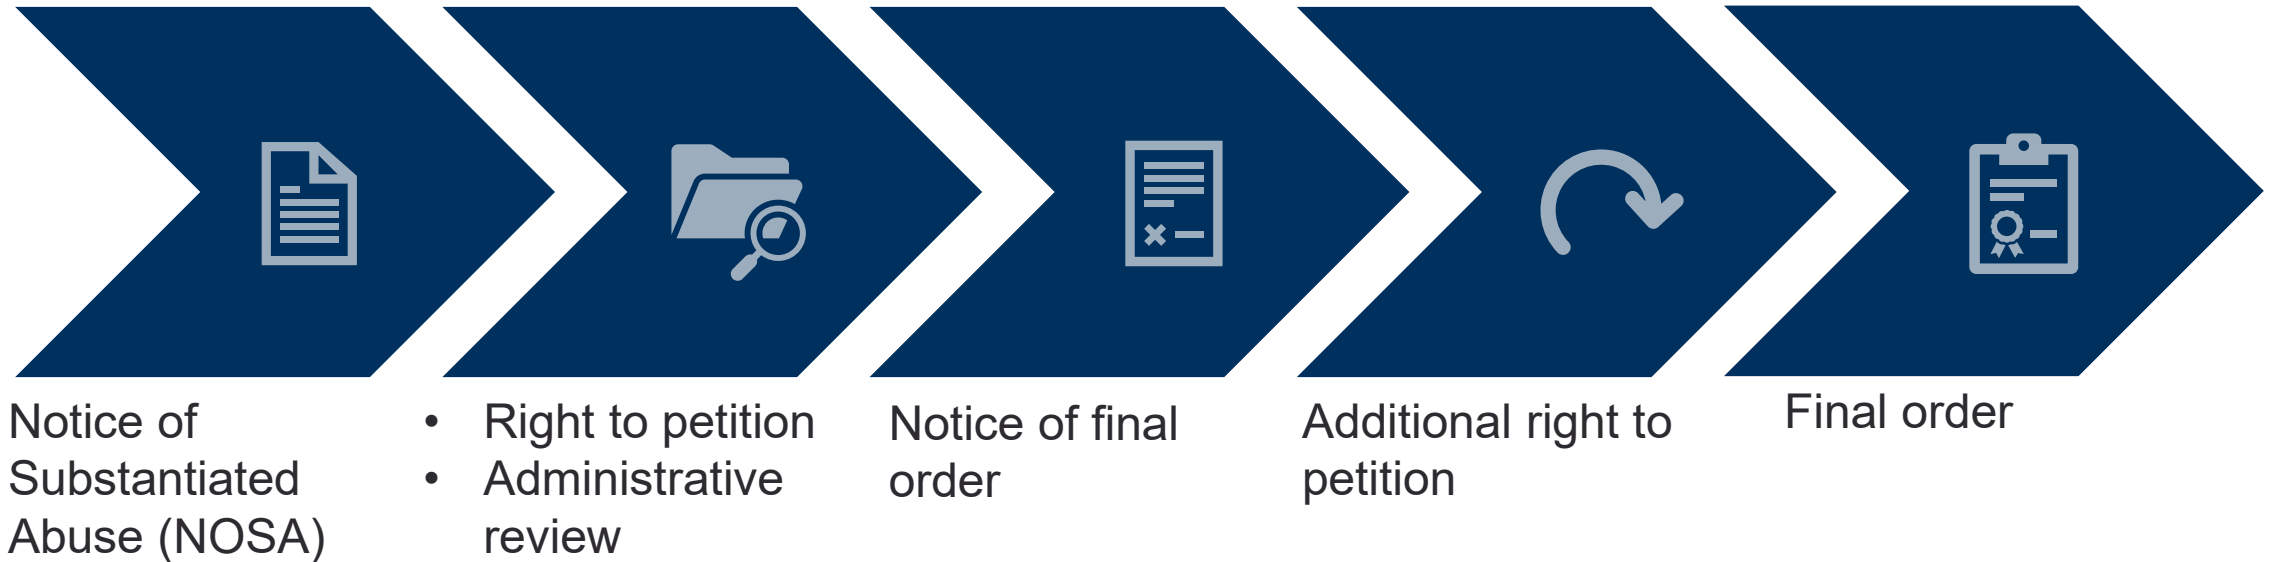 Notice of
Substantiated
Abuse (NOSA)
• Right to petition
• Administrative
review
Notice of final
order
Additional right to
petition
Final order